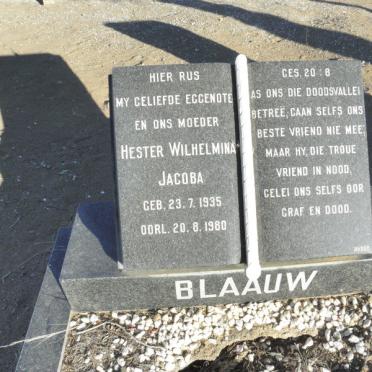 HIER RUS
MY GELIEFDE EGGENOTE
EN ONS MOEDER
HESTER WILHELMINA
JACOBA
GEB. 23.7.1935
OORL. 20.8.1980
GES. 20:8
AS ONS DIE DOODSVALLEI
BETREË, GAAN SELFS ONS
BESTE VRIEND NIE MEE,
MAAR HY, DIE TROUE
VRIEND IN NOOD,
GELEI ONS SELFS OOR
GRAF EN DOOD.
BLAAUW